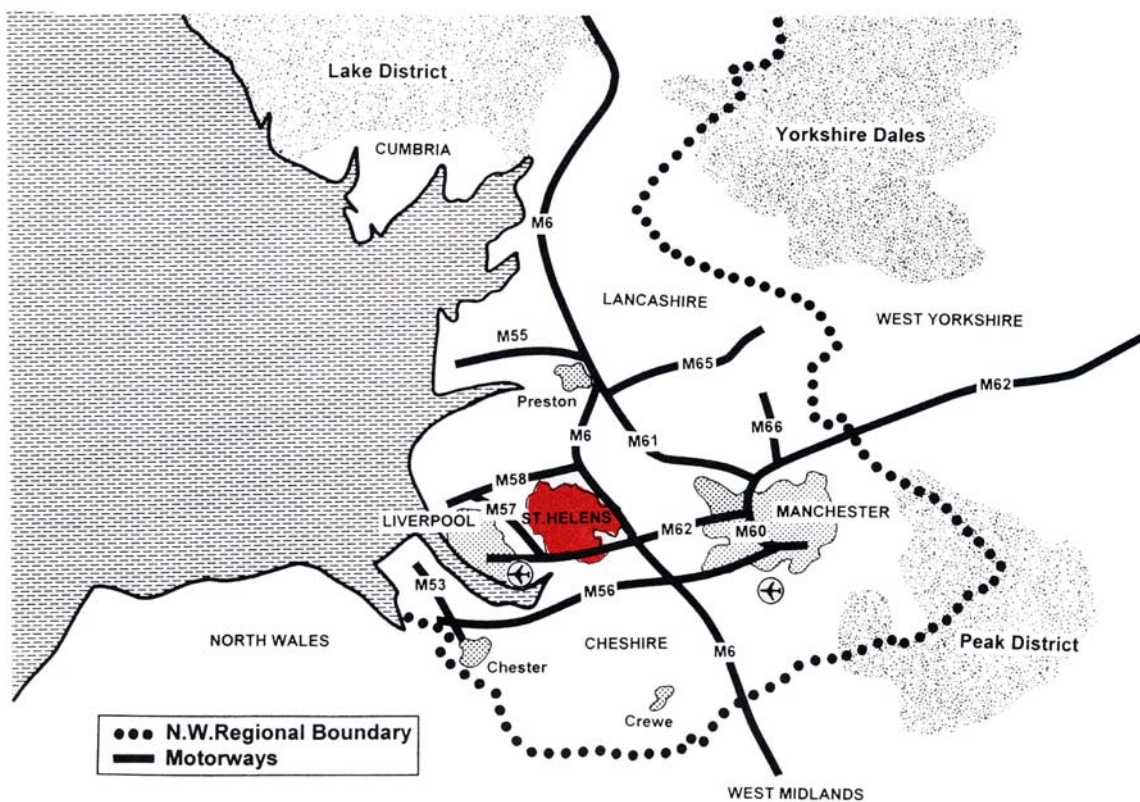 Lake District
CUMBRIA
Yorkshire Dales
M6
LANCASHIRE
WEST YORKSHIRE
M55
M65
M62
Preston
M66
M6
M61
M58
M57
ST.HELENS
LIVERPOOL
MANCHESTER
M62
M60
M53
M56
NORTH WALES
CHESHIRE
M6
Peak District
Chester
Crewe
N.W.Regional Boundary
Motorways
WEST MIDLANDS